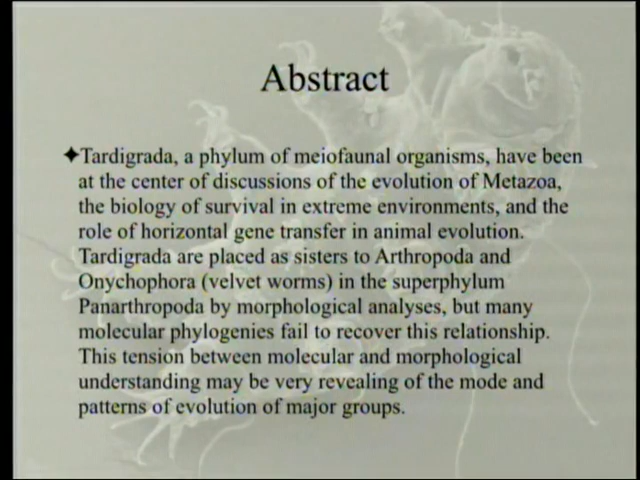 Abstract
✦Tardigrada, a phylum of meiofaunal organisms, have been
at the center of discussions of the evolution of Metazoa,
the biology of survival in extreme environments, and the
role of horizontal gene transfer in animal evolution.
Tardigrada are placed as sisters to Arthropoda and
Onychophora (velvet worms) in the superphylum
Panarthropoda by morphological analyses, but many
molecular phylogenies fail to recover this relationship.
This tension between molecular and morphological
understanding may be very revealing of the mode and
patterns of evolution of major groups.